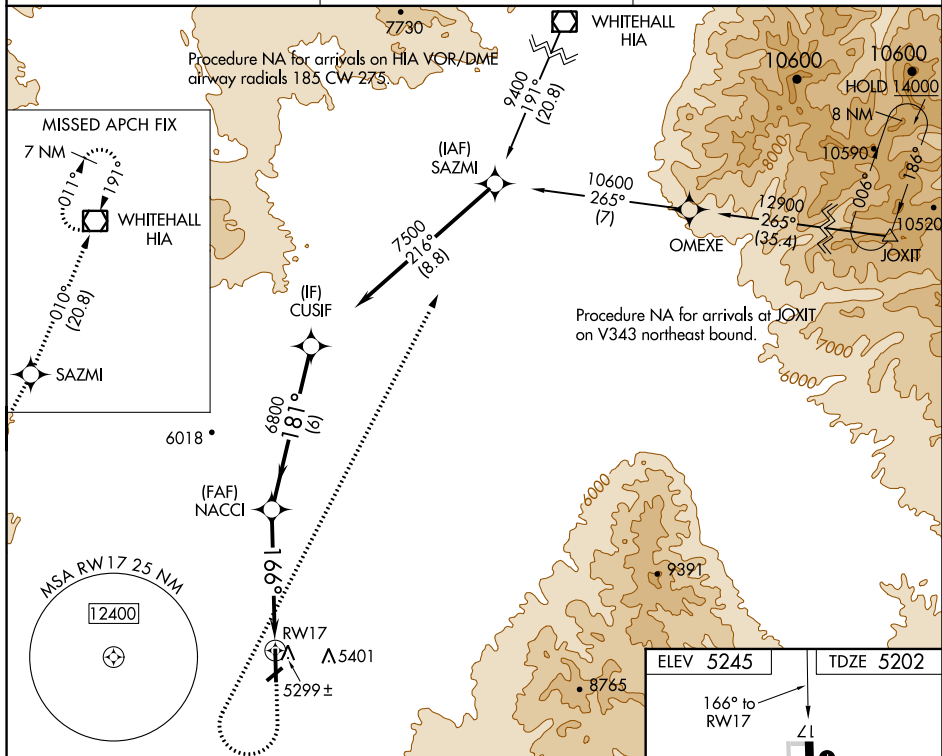 7730
WHITEHALL
HIA
Procedure NA for arrivals on HIA VOR/DME
airway radials 185 CW 275.
9400
191°
(20.8)
10600
10600
HOLD 14000
8 NM
10590
8000
006°
186°
10520
MISSED APCH FIX
7 NM
011°
191°
WHITEHALL
HIA
010°
(20.8)
SAZMI
(IAF)
SAZMI
10600
265°
(7)
OMEXE
12900
265°
(35.4)
JOXIT
7500
216°
(8.8)
(IF)
CUSIF
Procedure NA for arrivals at JOXIT
on V343 northeast bound.
7000
6000
6800
181°
(6)
6018
(FAF)
NACCI
6000
166°
9391
MSA RW17 25 NM
12400
RW17
5401
5299±
8765
ELEV 5245
TDZE 5202
166° to
RW17
17